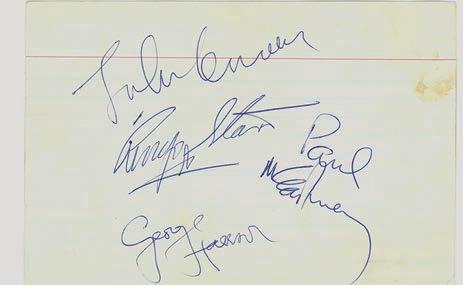 John Lennon
Ringo Starr
Paul
McCartney
George Harrison